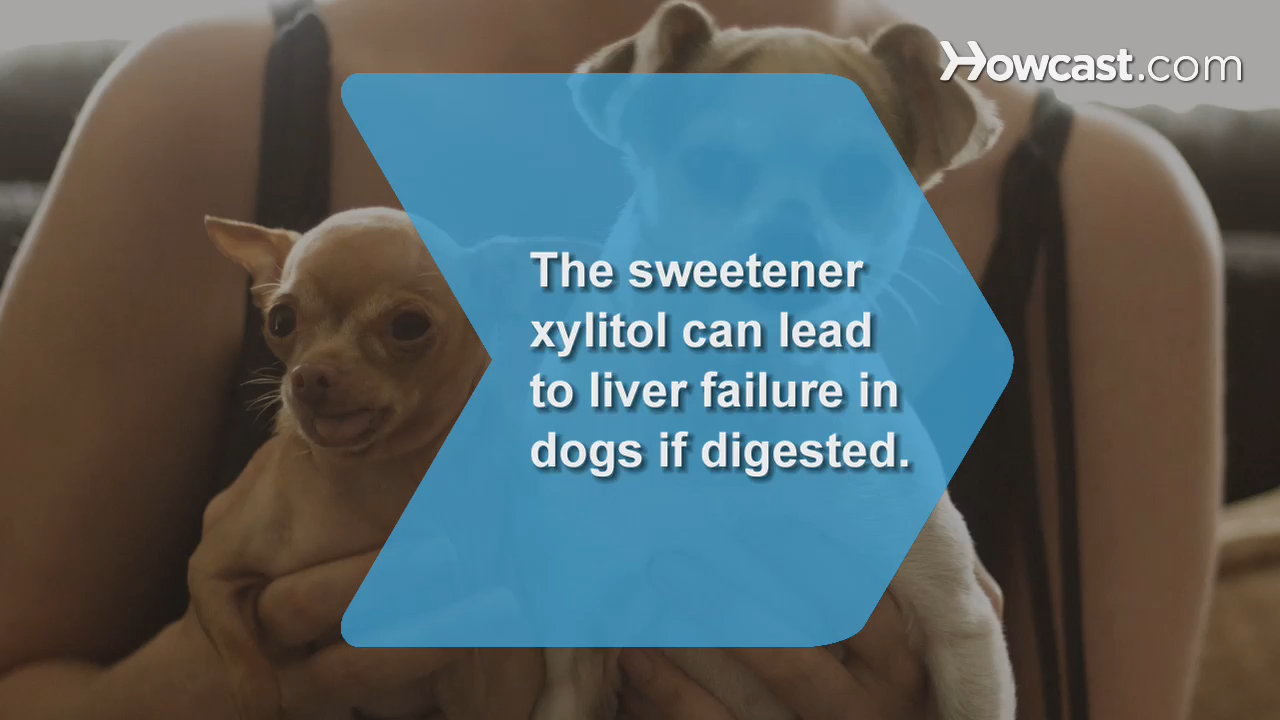 Howcast.com
The sweetener
xylitol can lead
to liver failure in
dogs if digested.